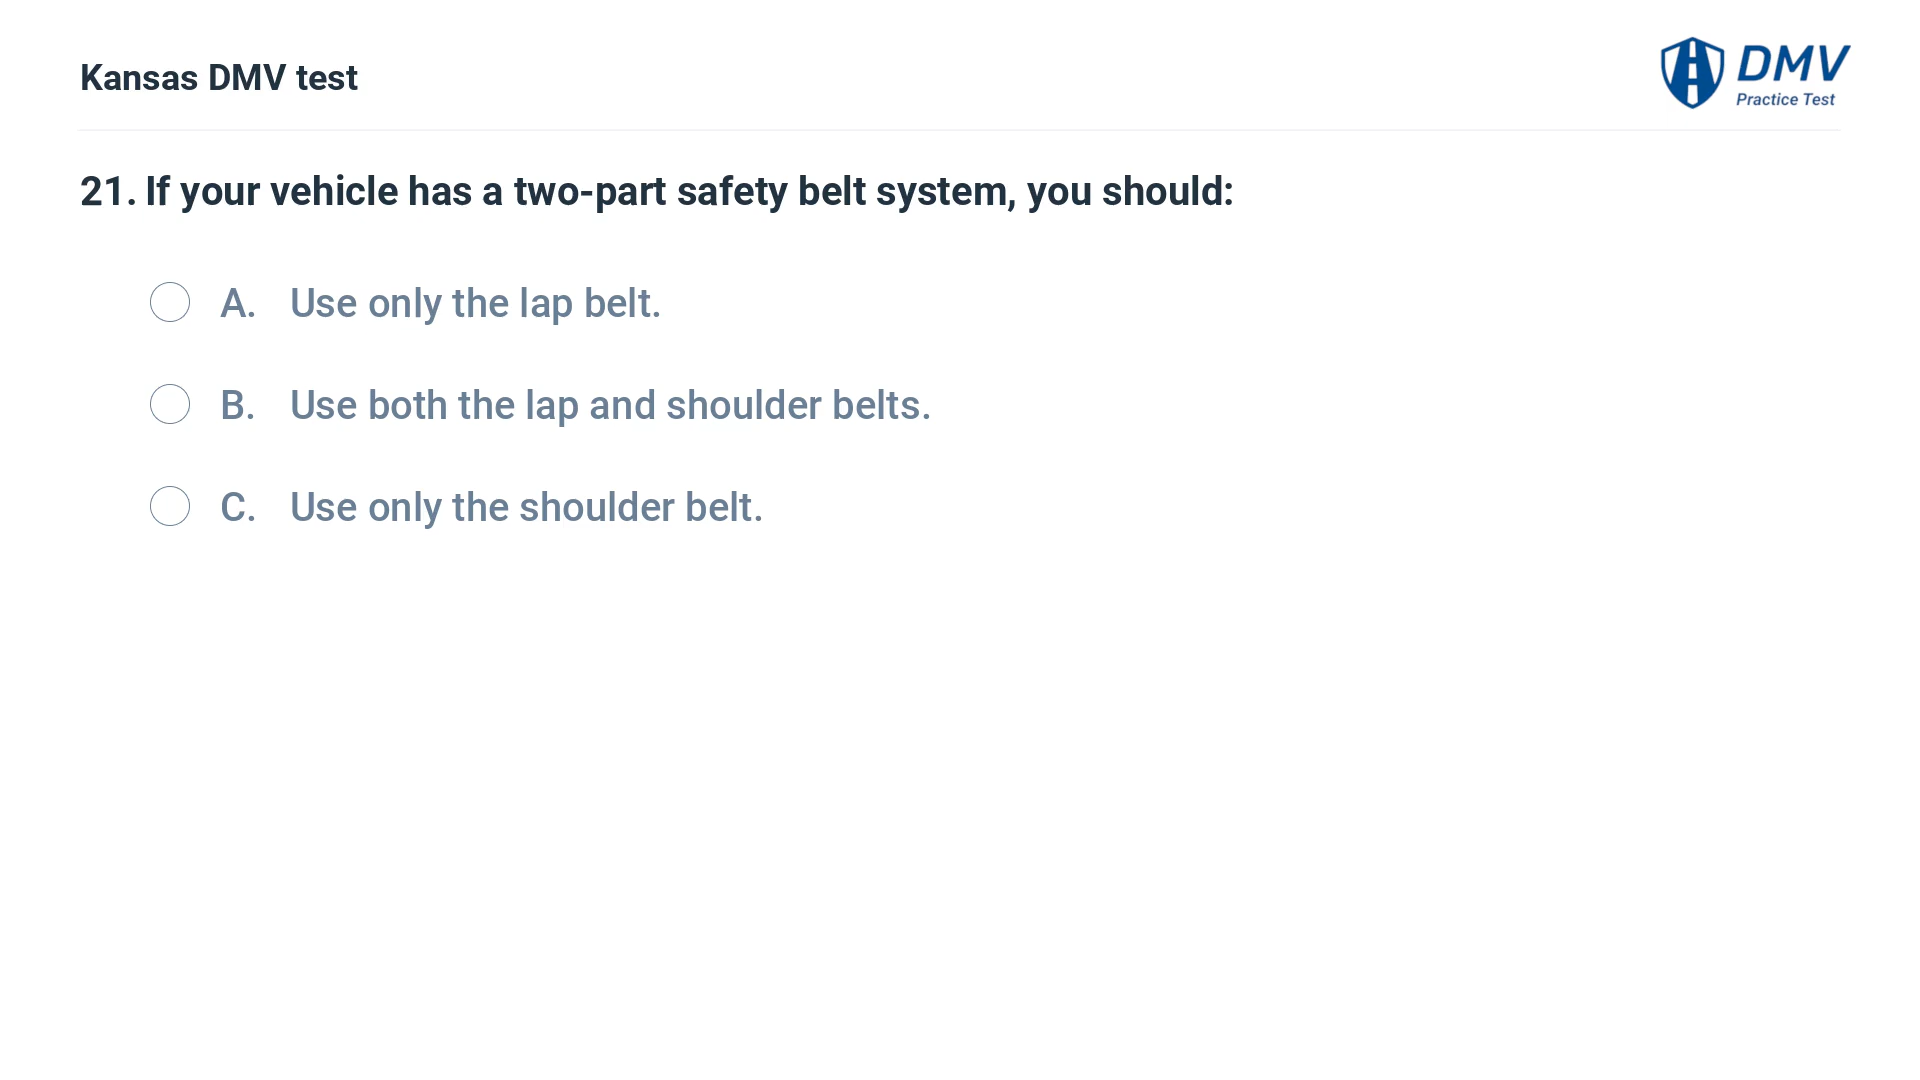 Kansas DMV test
DMV
Practice Test
21. If your vehicle has a two-part safety belt system, you should:
A. Use only the lap belt.
B. Use both the lap and shoulder belts.
C. Use only the shoulder belt.